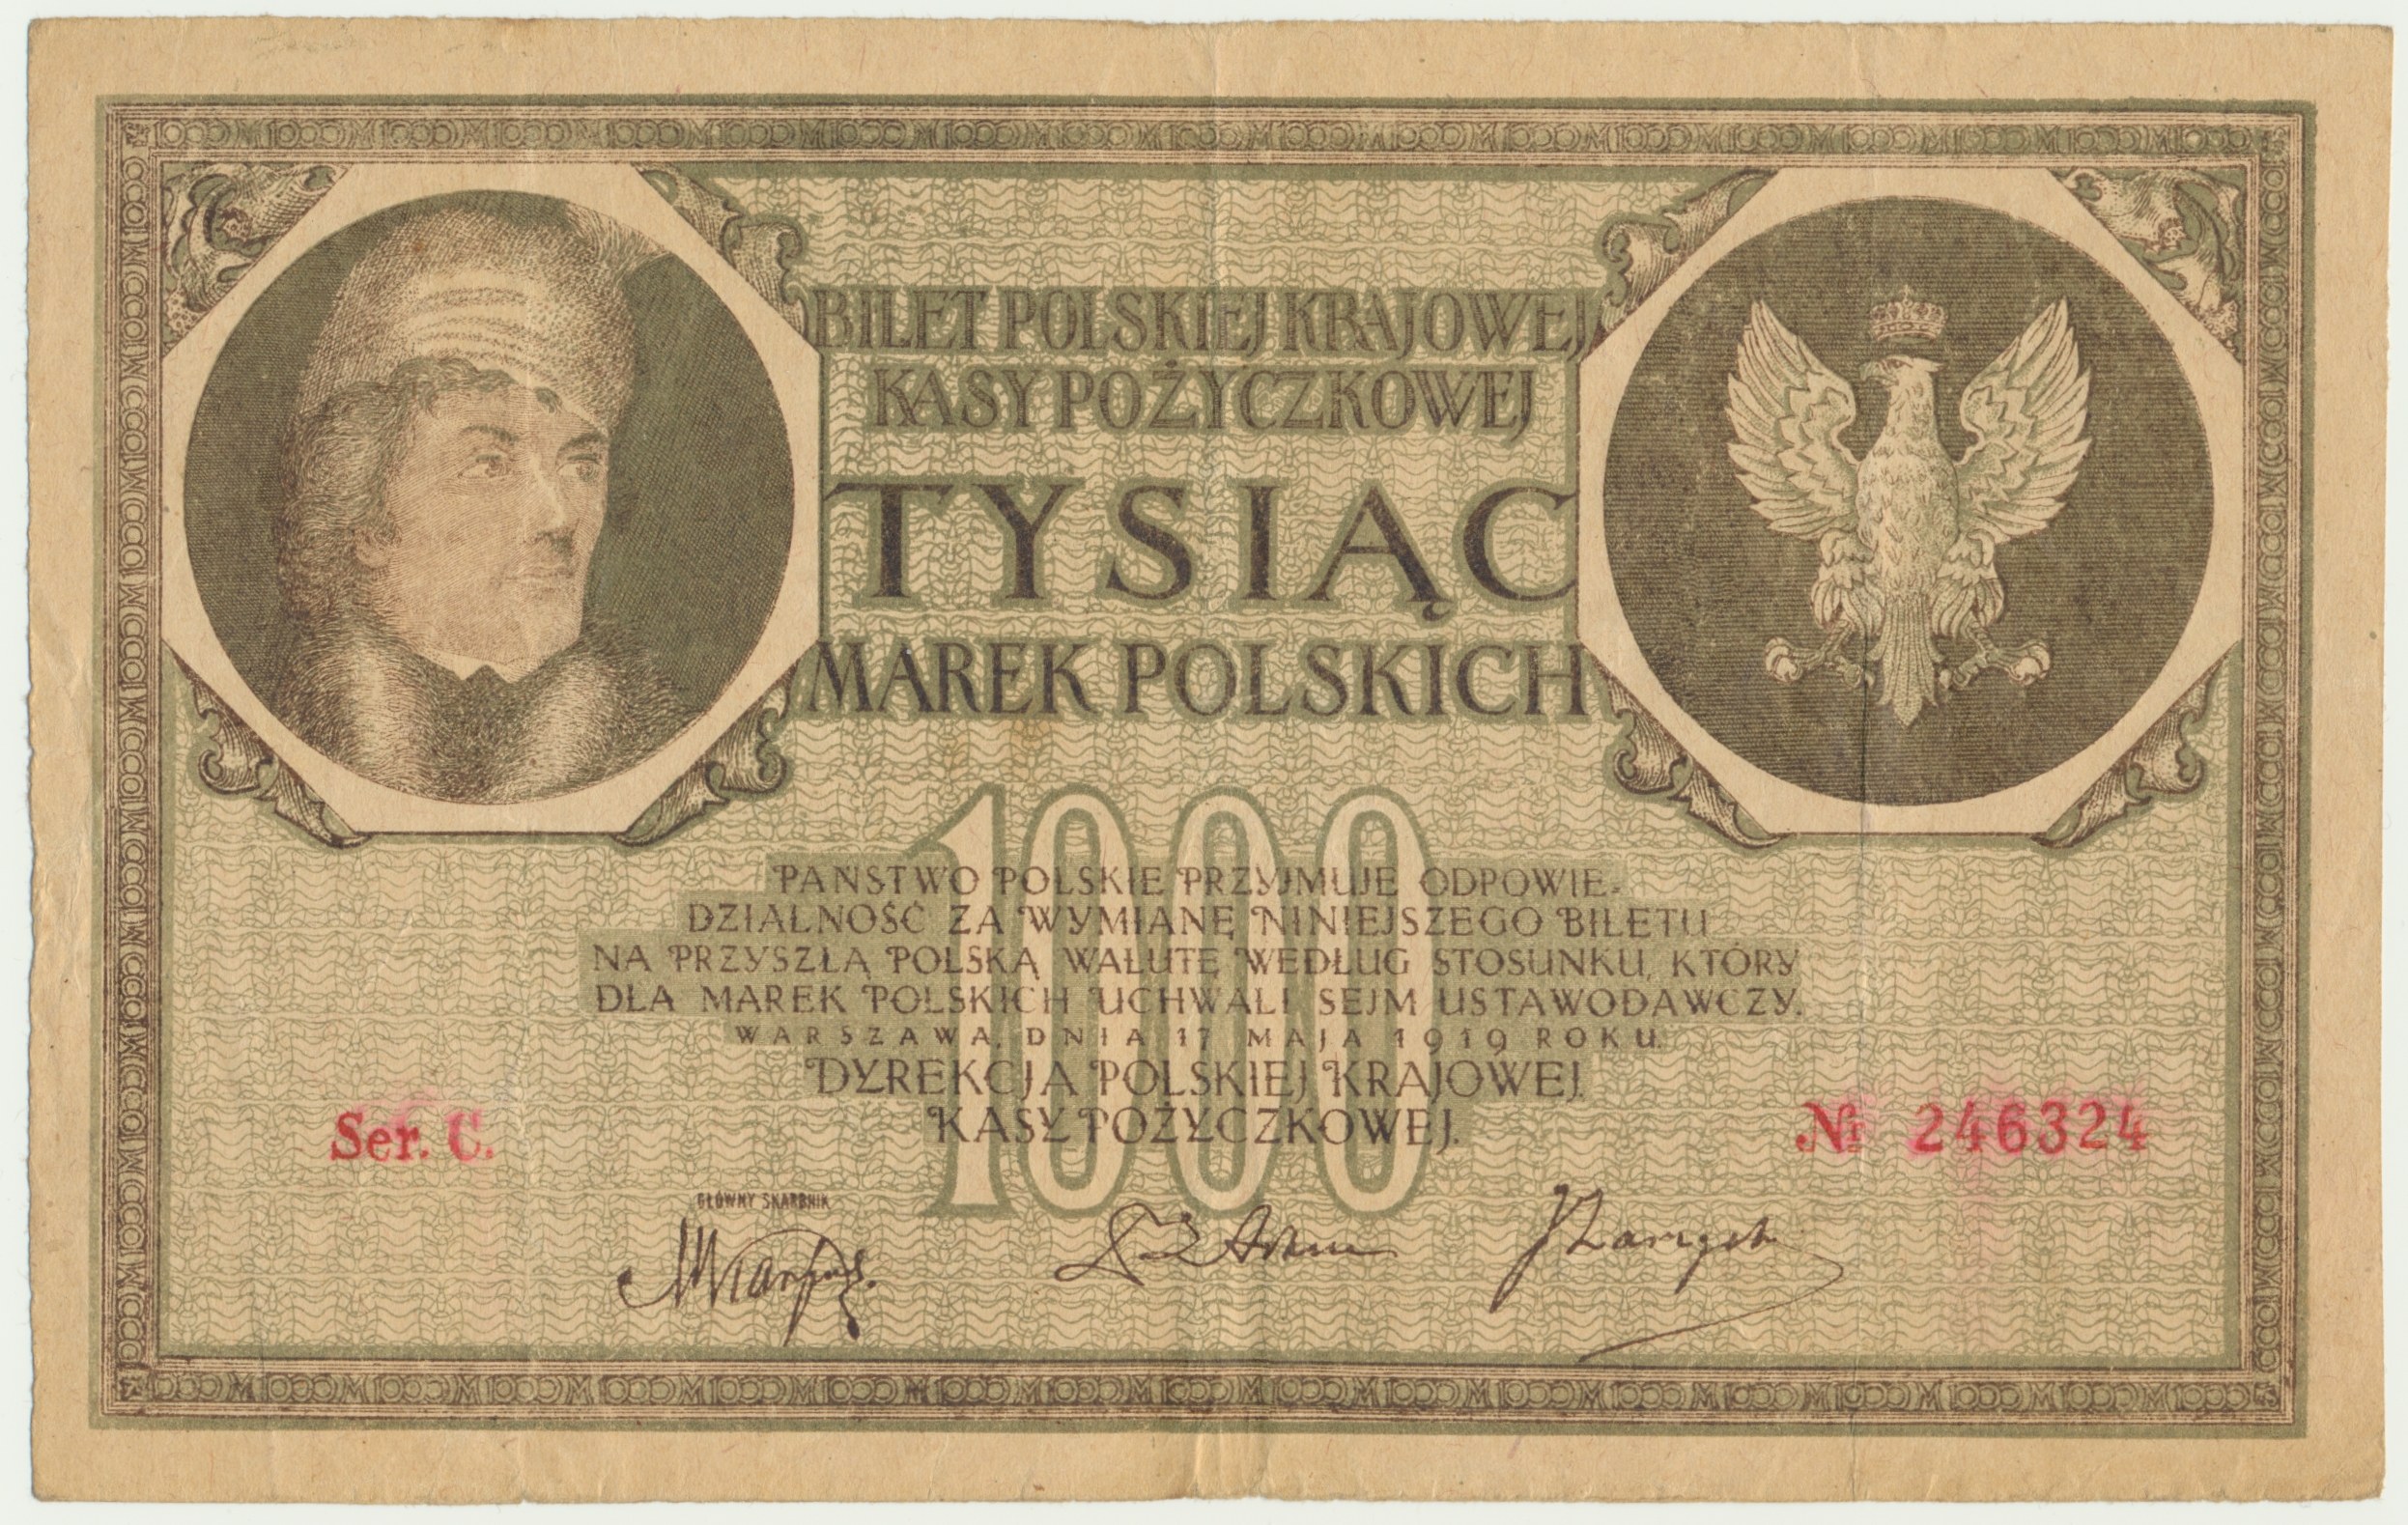 BILET POLSKIEJ KRAJOWEJ
KASY POŻYCZKOWEJ
TYSIĄC
MAREK POLSKICH
1000
PAŃSTWO POLSKIE PRZYJMUJE ODPOWIE-
DZIALNOŚĆ ZA WYMIANĘ NINIEJSZEGO BILETU
NA PRZYSZŁĄ POLSKĄ WALUTĘ WEDŁUG STOSUNKU, KTÓRY
DLA MAREK POLSKICH UCHWALI SEJM USTAWODAWCZY.
WARSZAWA, DNIA 17 MAJA 1919 ROKU.
DYREKCJA POLSKIEJ KRAJOWEJ
KASY POŻYCZKOWEJ.
Ser. C.
№ 246324
GŁÓWNY SKARBNIK